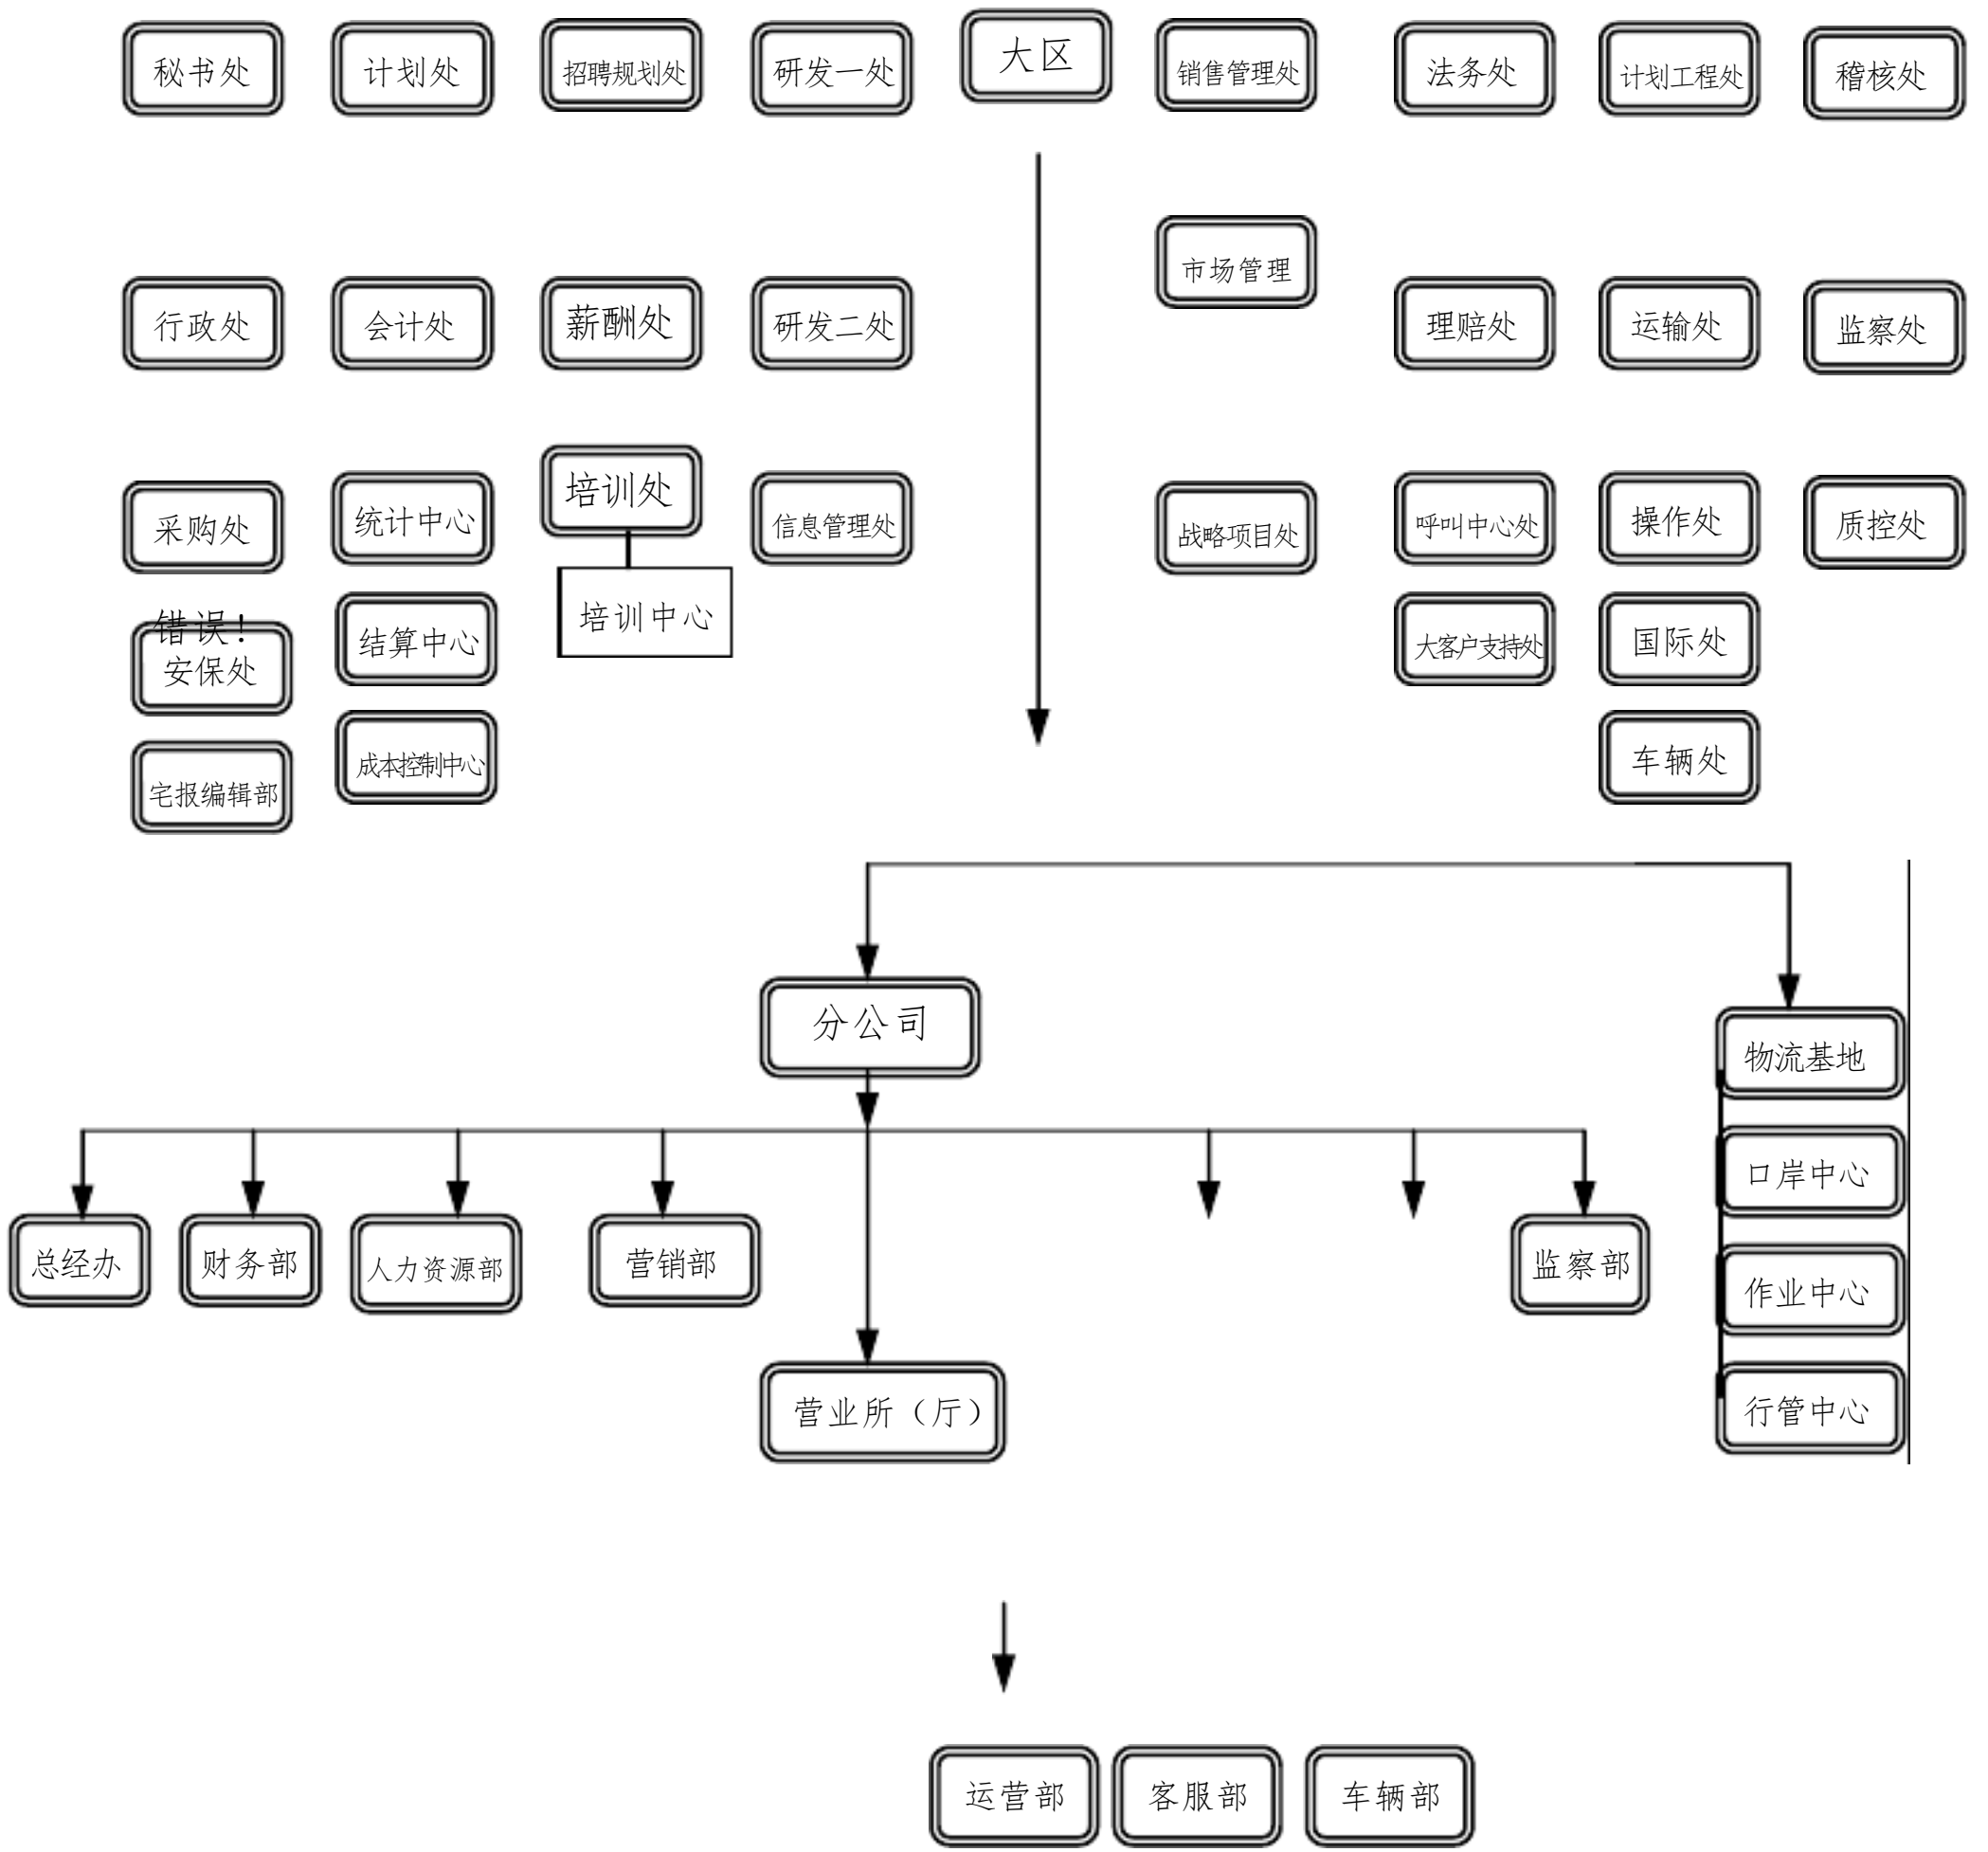 秘书处
计划处
招聘规划处
研发一处
大区
销售管理处
法务处
计划工程处
稽核处
市场管理
行政处
会计处
薪酬处
研发二处
理赔处
运输处
监察处
采购处
统计中心
培训处
信息管理处
战略项目处
呼叫中心处
操作处
质控处
错误！
安保处
结算中心
培训中心
大客户支持处
国际处
宅报编辑部
成本控制中心
车辆处
分公司
物流基地
口岸中心
总经办
财务部
人力资源部
营销部
监察部
作业中心
营业所（厅）
行管中心
运营部
客服部
车辆部